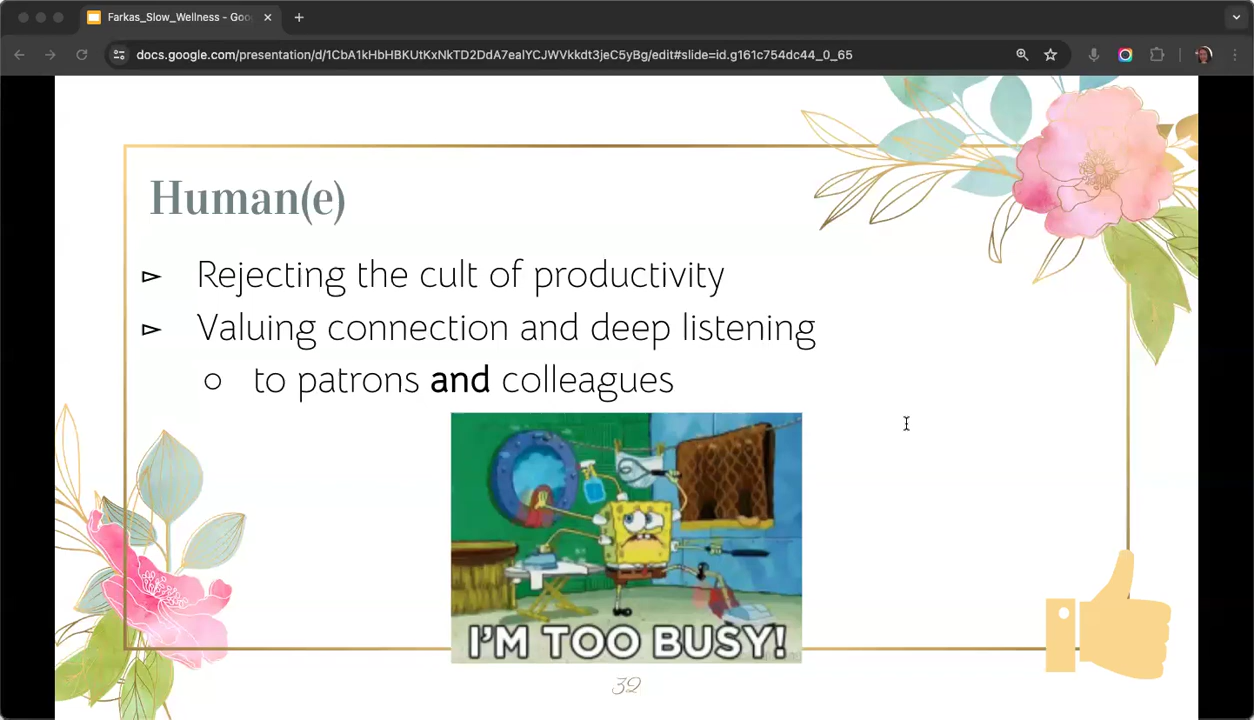 Farkas_Slow_Wellness - Goo
docs.google.com/presentation/d/1CbA1kHbHBKUtKxNkTD2DdA7ealYCJWVkkdt3jeC5yBg/edit#slide=id.g161c754dc44_0_65
Human(e)
Rejecting the cult of productivity
Valuing connection and deep listening
to patrons and colleagues
I'M TOO BUSY!
32